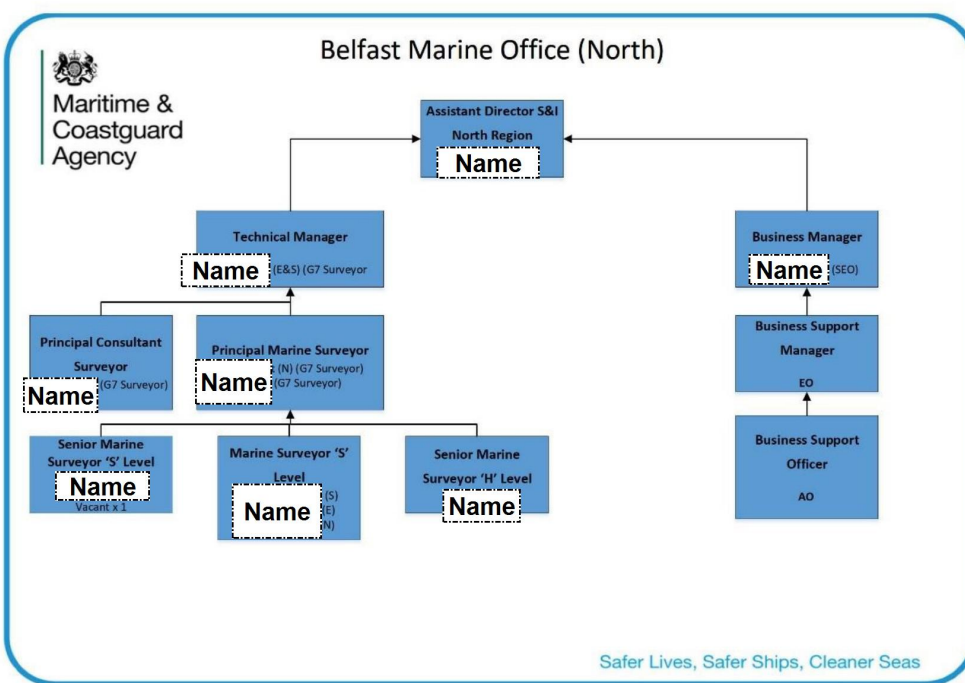 Belfast Marine Office (North)
Maritime &
Coastguard
Agency
Assistant Director S&I
North Region
Name
Technical Manager
Name (E&S) (G7 Surveyor
Business Manager
Name (SEO)
Principal Consultant
Surveyor
Name (G7 Surveyor)
Principal Marine Surveyor
(N) (G7 Surveyor)
Name (G7 Surveyor)
Business Support
Manager
EO
Senior Marine
Surveyor ‘S’ Level
Name
Vacant x 1
Marine Surveyor ‘S’
Level
(S)
Name (E)
(N)
Senior Marine
Surveyor ‘H’ Level
Name
Business Support
Officer
AO
Safer Lives, Safer Ships, Cleaner Seas